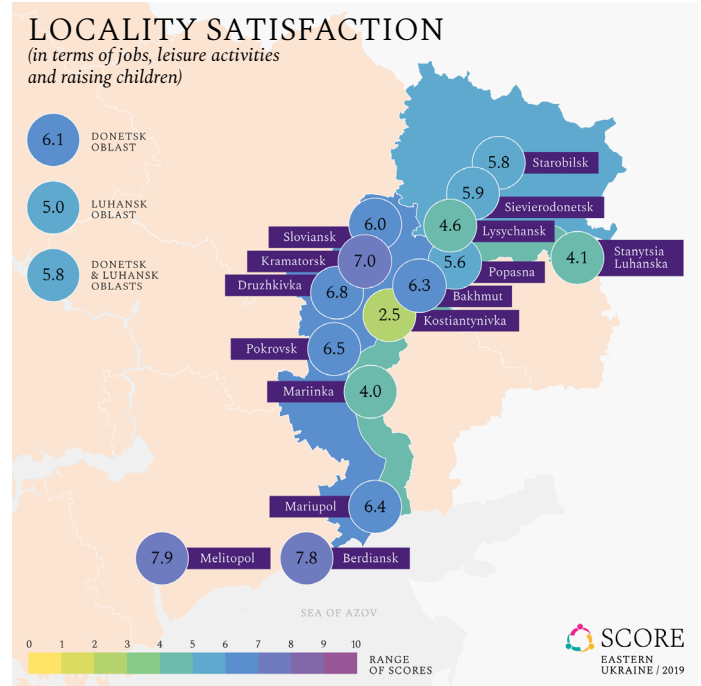 LOCALITY SATISFACTION
(in terms of jobs, leisure activities
and raising children)
6.1
DONETSK
OBLAST
5.0
LUHANSK
OBLAST
5.8
DONETSK
& LUHANSK
OBLASTS
5.8
Starobilsk
5.9
Sievierodonetsk
6.0
Sloviansk
4.6
Lysychansk
4.1
Stanytsia
Luhanska
Kramatorsk
7.0
5.6
Popasna
Druzhkivka
6.8
6.3
Bakhmut
2.5
Kostiantynivka
Pokrovsk
6.5
Mariinka
4.0
Mariupol
6.4
7.9
Melitopol
7.8
Berdiansk
SEA OF AZOV
0 1 2 3 4 5 6 7 8 9 10
RANGE
OF SCORES
SCORE
EASTERN
UKRAINE / 2019